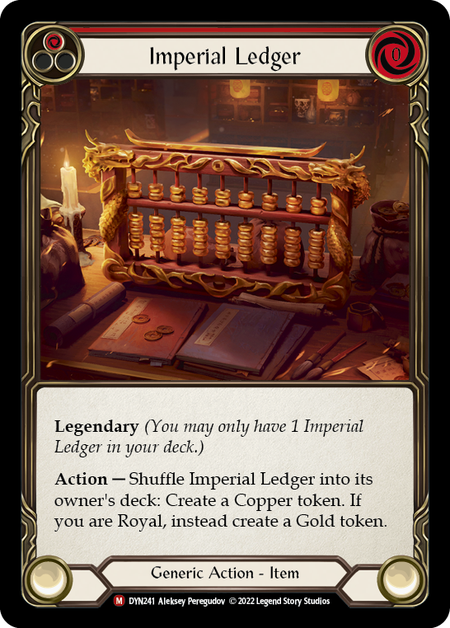 Imperial Ledger
0
Legendary (You may only have 1 Imperial
Ledger in your deck.)
Action — Shuffle Imperial Ledger into its
owner's deck: Create a Copper token. If
you are Royal, instead create a Gold token.
Generic Action - Item
M DYN241 Aleksey Peregudov © 2022 Legend Story Studios